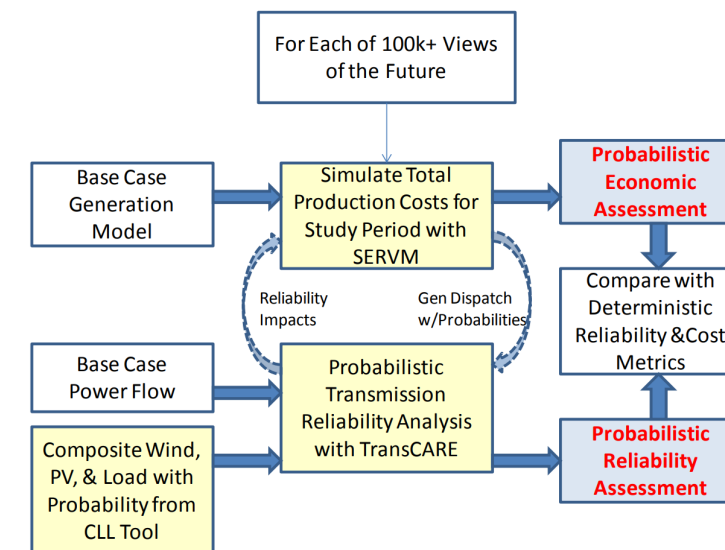 For Each of 100k+ Views
of the Future
Base Case
Generation
Model
Simulate Total
Production Costs for
Study Period with
SERVM
Probabilistic
Economic
Assessment
Reliability
Impacts
Gen Dispatch
w/Probabilities
Compare with
Deterministic
Reliability &Cost
Metrics
Base Case
Power Flow
Probabilistic
Transmission
Reliability Analysis
with TransCARE
Composite Wind,
PV, & Load with
Probability from
CLL Tool
Probabilistic
Reliability
Assessment